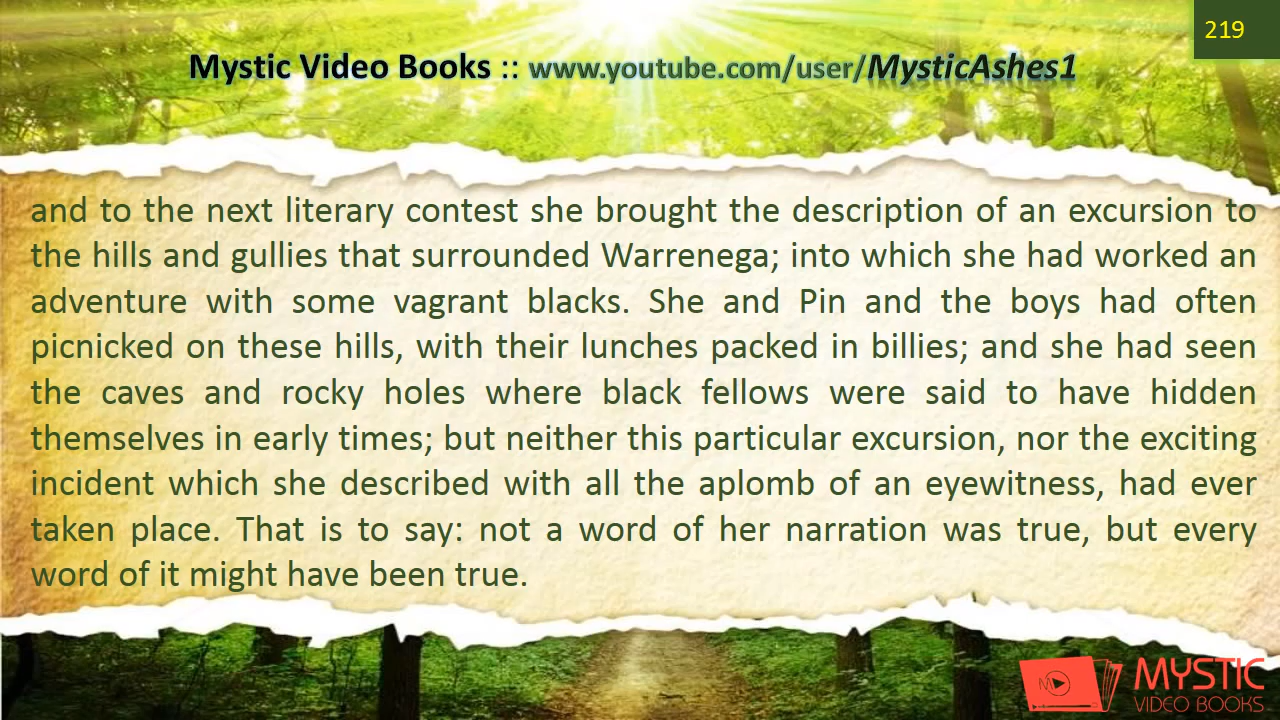 219
Mystic Video Books :: www.youtube.com/user/MysticAshes1
and to the next literary contest she brought the description of an excursion to
the hills and gullies that surrounded Warrenega; into which she had worked an
adventure with some vagrant blacks. She and Pin and the boys had often
picnicked on these hills, with their lunches packed in billies; and she had seen
the caves and rocky holes where black fellows were said to have hidden
themselves in early times; but neither this particular excursion, nor the exciting
incident which she described with all the aplomb of an eyewitness, had ever
taken place. That is to say: not a word of her narration was true, but every
word of it might have been true.
MYSTIC
VIDEO BOOKS